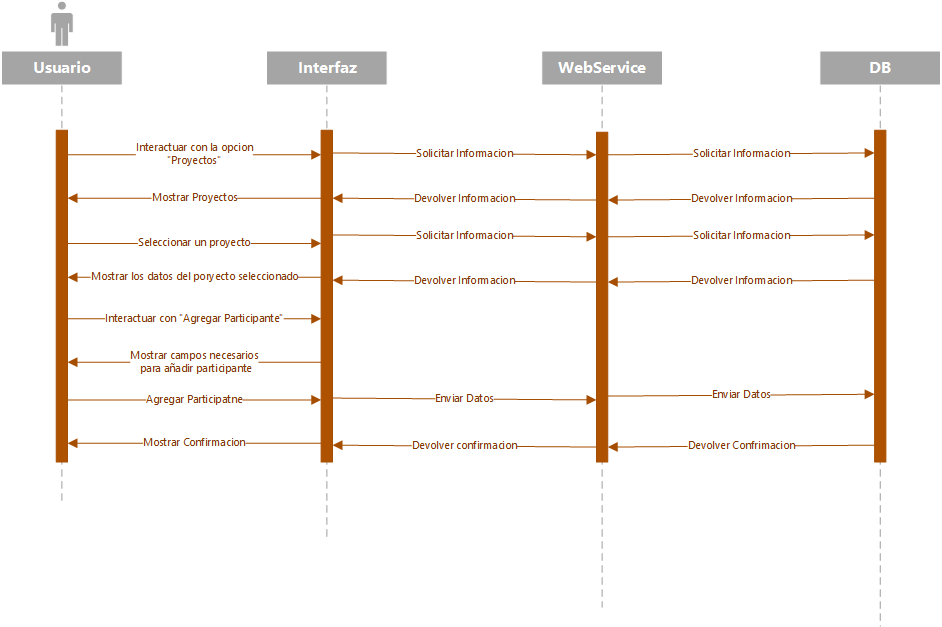 Usuario
Interfaz
WebService
DB
Interactuar con la opcion
"Proyectos"
Solicitar Informacion
Solicitar Informacion
Mostrar Proyectos
Devolver Informacion
Devolver Informacion
Seleccionar un proyecto
Solicitar Informacion
Solicitar Informacion
Mostrar los datos del poryecto seleccionado
Devolver Informacion
Devolver Informacion
Interactuar con "Agregar Participante"
Mostrar campos necesarios
para añadir participante
Agregar Participatne
Enviar Datos
Enviar Datos
Mostrar Confirmacion
Devolver confirmacion
Devolver Confrimacion